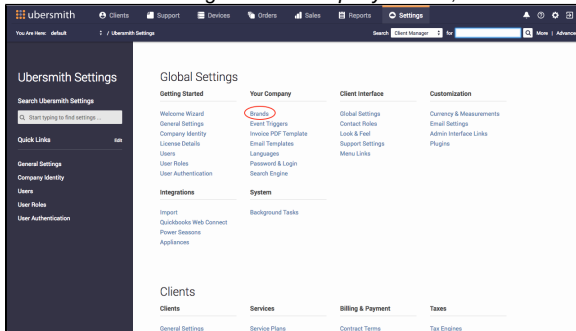 ubersmith
Clients
Support
Devices
Orders
Sales
Reports
Settings
You Are Here: default / Ubersmith Settings
Search Client Manager for
More | Advanced
Ubersmith Settings
Search Ubersmith Settings
Start typing to find settings ...
Quick Links
Edit
General Settings
Company Identity
Users
User Roles
User Authentication
Global Settings
Getting Started
Welcome Wizard
General Settings
Company Identity
License Details
Users
User Roles
User Authentication
Your Company
Brands
Event Triggers
Invoice PDF Template
Email Templates
Languages
Password & Login
Search Engine
Client Interface
Global Settings
Contact Roles
Look & Feel
Support Settings
Menu Links
Customization
Currency & Measurements
Email Settings
Admin Interface Links
Plugins
Integrations
Import
Quickbooks Web Connect
Power Seasons
Appliances
System
Background Tasks
Clients
Clients
General Settings
Services
Service Plans
Billing & Payment
Contract Terms
Taxes
Tax Engines